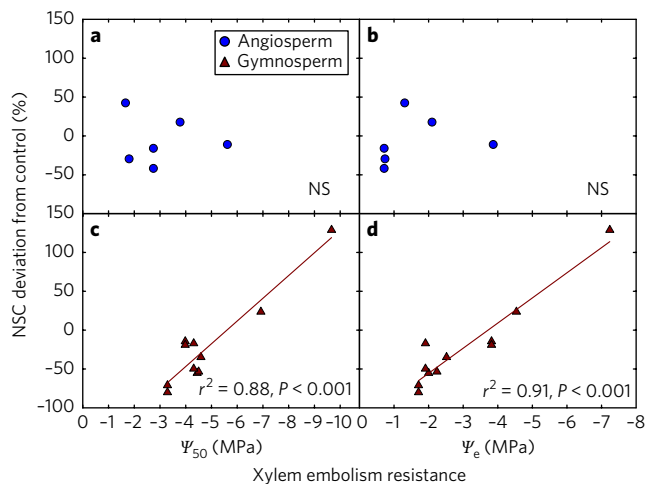 150
100
50
0
-50
150
a
Angiosperm
Gymnosperm
NS
b
NS
NSC deviation from control (%)
100
50
0
-50
-100
c
r² = 0.88, P < 0.001
d
r² = 0.91, P < 0.001
0 -1 -2 -3 -4 -5 -6 -7 -8 -9 -10 0 -1 -2 -3 -4 -5 -6 -7 -8
Ψ50 (MPa)
Ψe (MPa)
Xylem embolism resistance